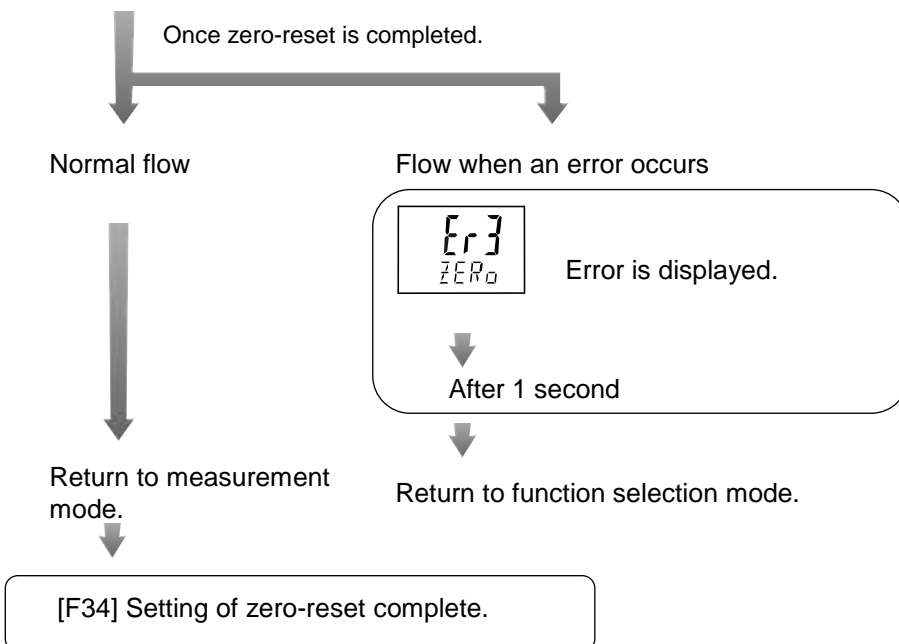 Once zero-reset is completed.
Normal flow
Flow when an error occurs
Er3
ZERo
Error is displayed.
After 1 second
Return to measurement
mode.
Return to function selection mode.
[F34] Setting of zero-reset complete.